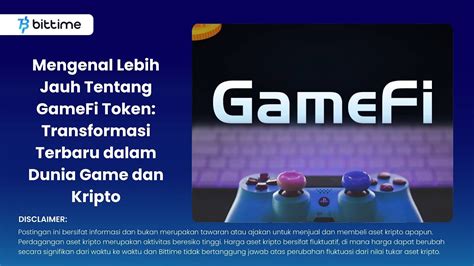 bittime
Mengenal Lebih
Jauh Tentang
GameFi Token:
Transformasi
Terbaru dalam
Dunia Game dan
Kripto
GameFi
DISCLAIMER:
Postingan ini bersifat informasi dan bukan merupakan tawaran atau ajakan untuk menjual dan membeli aset kripto apapun.
Perdagangan aset kripto merupakan aktivitas beresiko tinggi. Harga aset kripto bersifat fluktuatif, di mana harga dapat berubah
secara signifikan dari waktu ke waktu dan Bittime tidak bertanggung jawab atas perubahan fluktuasi dari nilai tukar aset kripto.